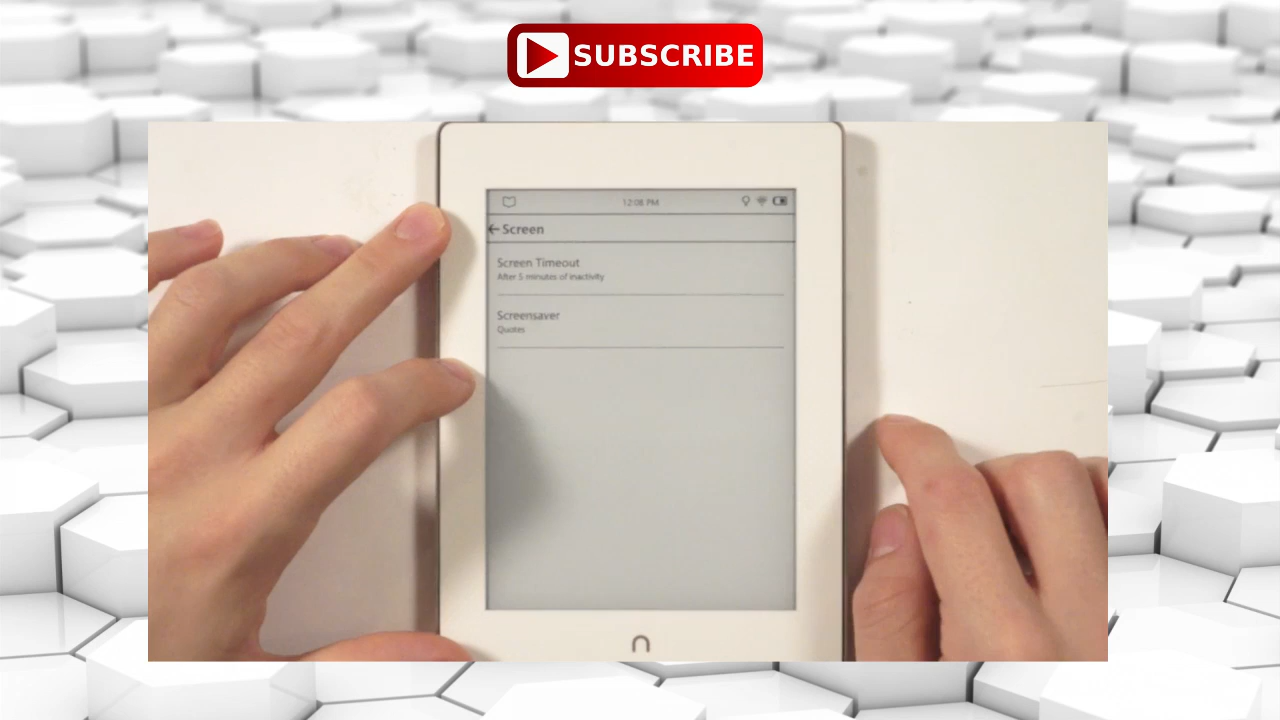 SUBSCRIBE
12:08 PM
Screen
Screen Timeout
After 5 minutes of inactivity
Screensaver
Quotes